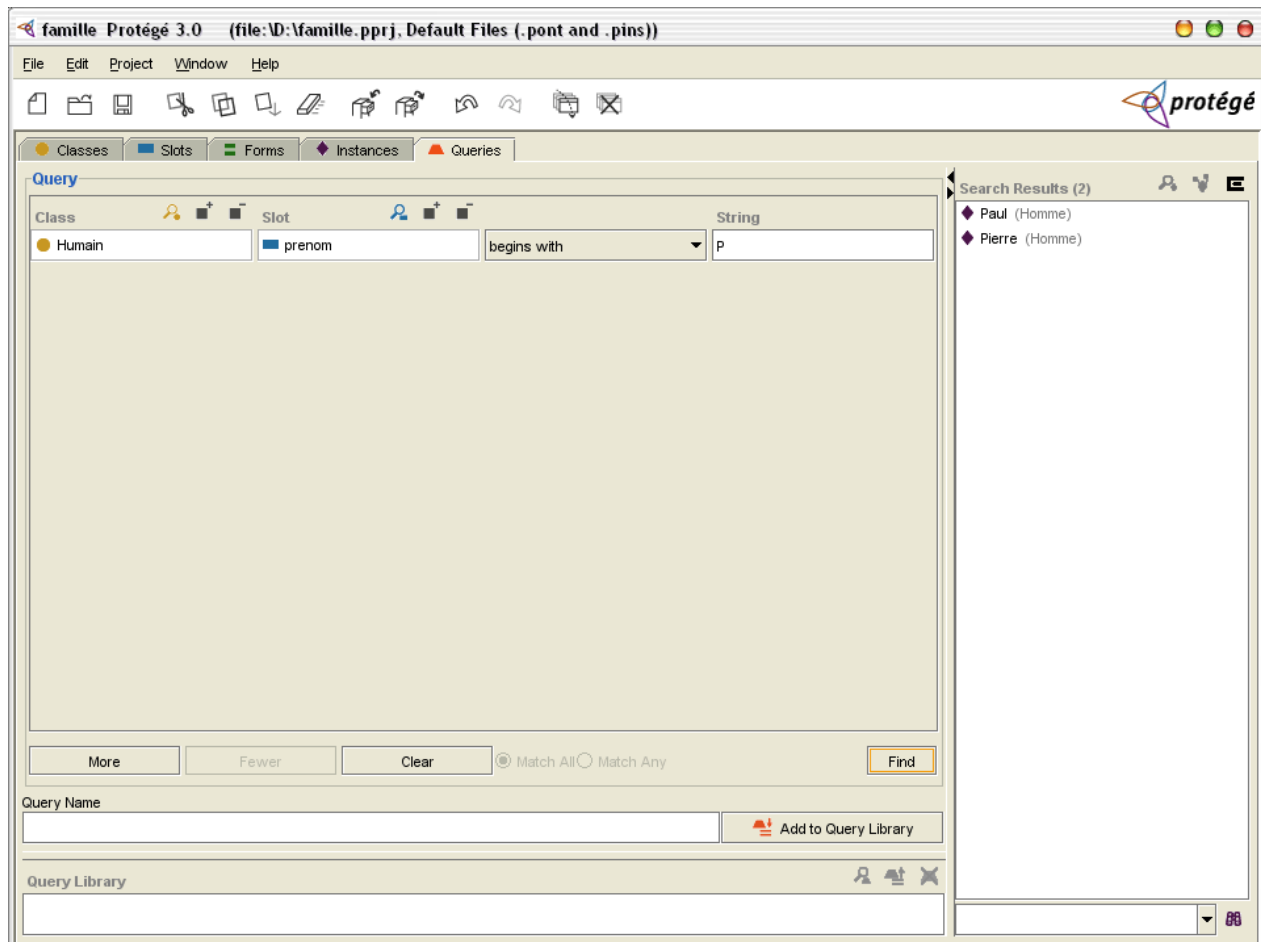 famille Protégé 3.0 (file:\D:\famille.pprj, Default Files (.pont and .pins))
File Edit Project Window Help
protégé
Classes Slots Forms Instances Queries
Query
Class Slot String
Humain prenom begins with P
More Fewer Clear Match All Match Any Find
Query Name
Add to Query Library
Query Library
Search Results (2)
Paul (Homme)
Pierre (Homme)